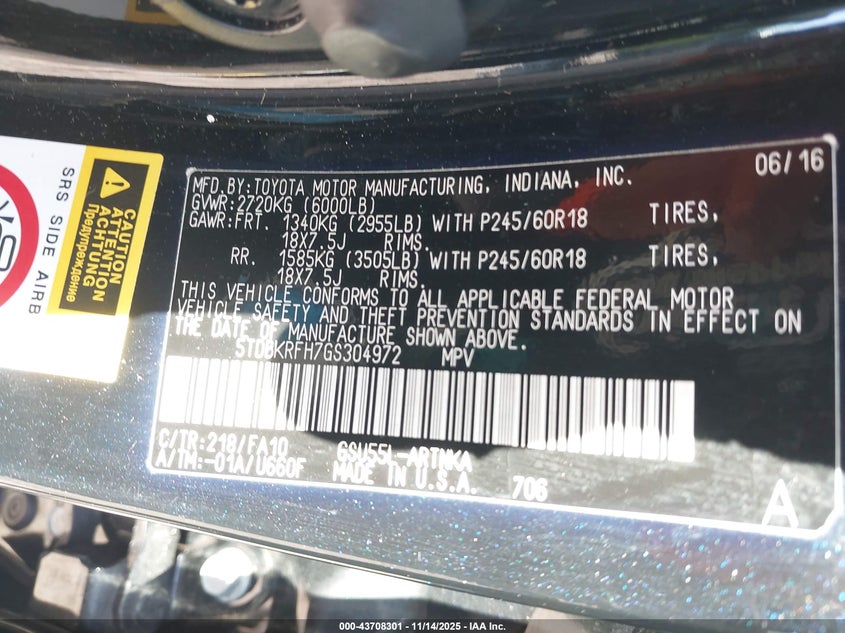 06/16
MFD.BY:TOYOTA MOTOR MANUFACTURING, INDIANA, INC.
GVWR:2720KG (6000LB)
GAWR:FRT. 1340KG (2955LB) WITH P245/60R18 TIRES,
18X7.5J RIMS.
RR. 1585KG (3505LB) WITH P245/60R18 TIRES,
18X7.5J RIMS.
THIS VEHICLE CONFORMS TO ALL APPLICABLE FEDERAL MOTOR
VEHICLE SAFETY AND THEFT PREVENTION STANDARDS IN EFFECT ON
THE DATE OF MANUFACTURE SHOWN ABOVE.
5TDBKRFH7GS304972 MPV
C/TR:218/FA10 GSU55L-ARTNKA
A/TM:-01A/U660F MADE IN U.S.A. 706
A
CAUTION
ATTENTION
ACHTUNG
Предупреждение
SRS SIDE AIRB
000-43708301 - 11/14/2025 - IAA Inc.